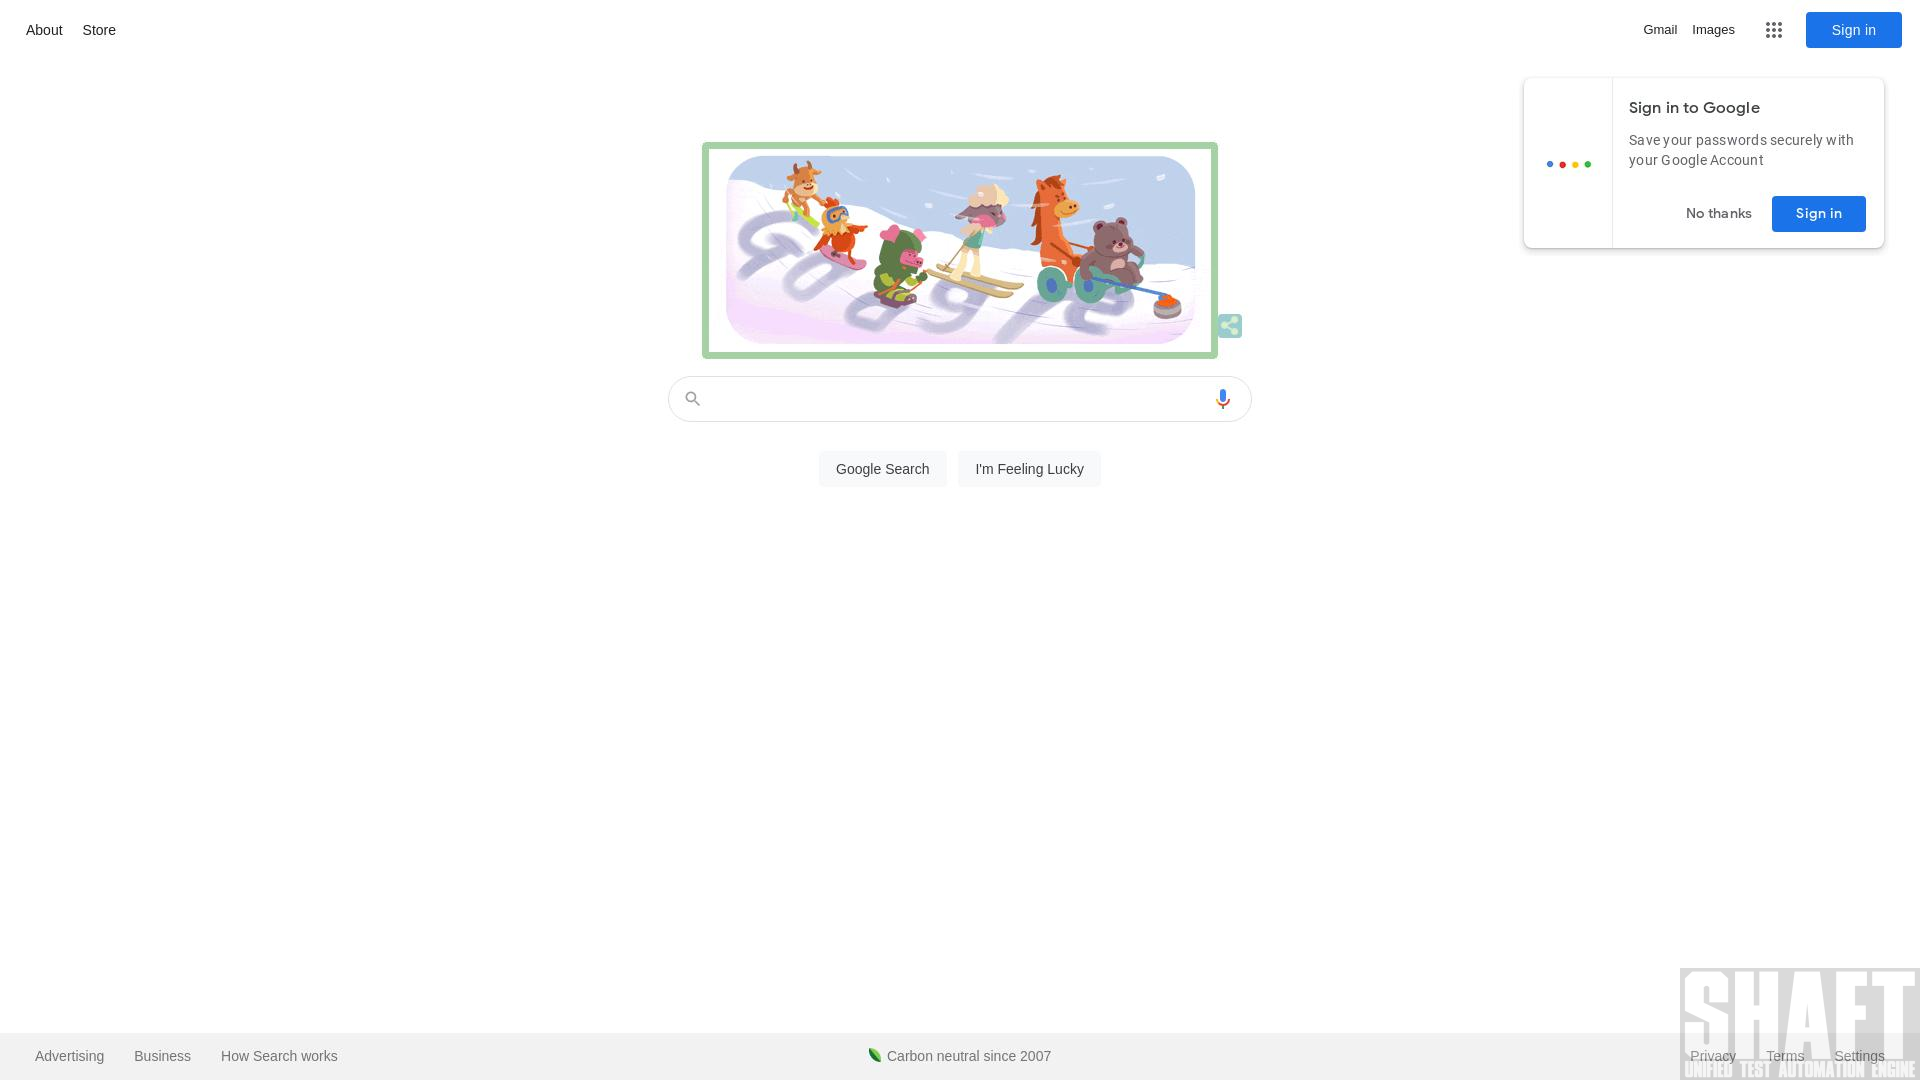 About Store
Gmail Images Sign in
Sign in to Google
Save your passwords securely with
your Google Account
No thanks Sign in
Google
Google Search I'm Feeling Lucky
Advertising Business How Search works
Carbon neutral since 2007
Privacy Terms Settings
SHAFT
UNIFIED TEST AUTOMATION ENGINE